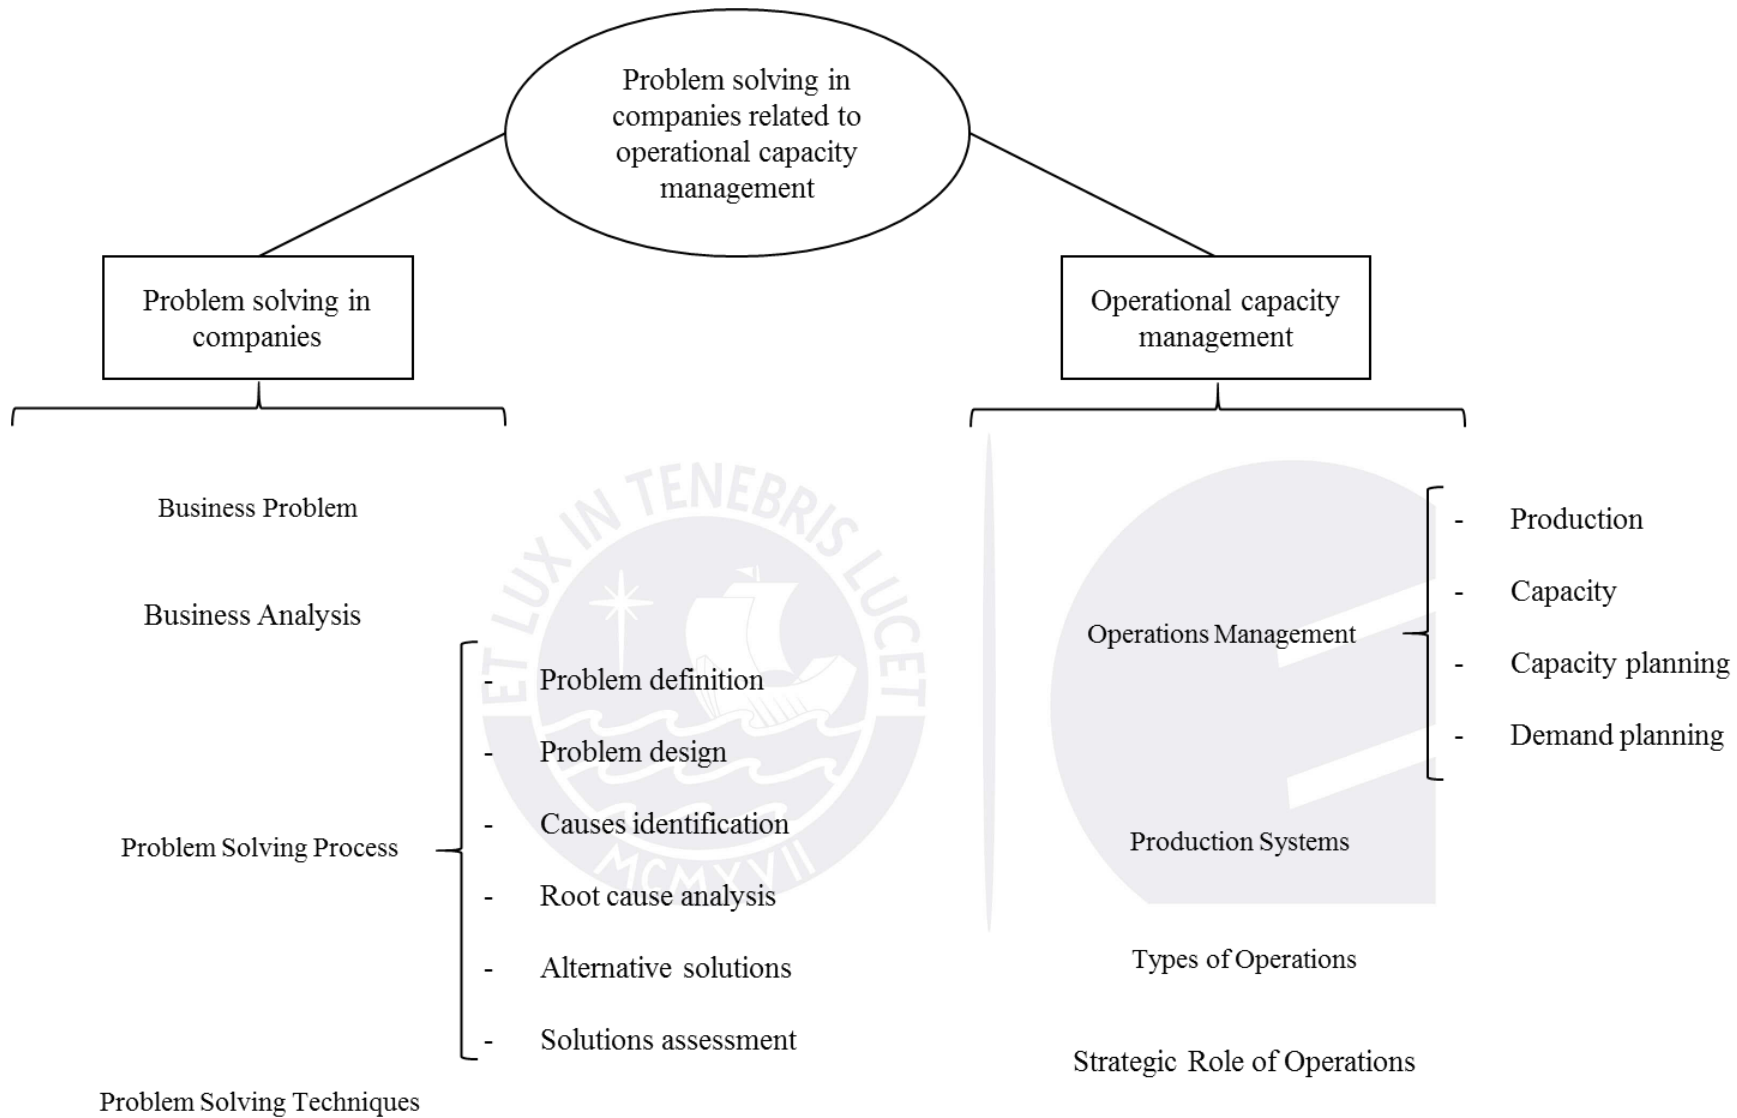 Problem solving in
companies related to
operational capacity
management
Problem solving in
companies
Operational capacity
management
Business Problem
Business Analysis
Problem Solving Process
- Problem definition
- Problem design
- Causes identification
- Root cause analysis
- Alternative solutions
- Solutions assessment
Problem Solving Techniques
Operations Management
- Production
- Capacity
- Capacity planning
- Demand planning
Production Systems
Types of Operations
Strategic Role of Operations
ET LUX IN TENEBRIS LUCET
MCMXVII